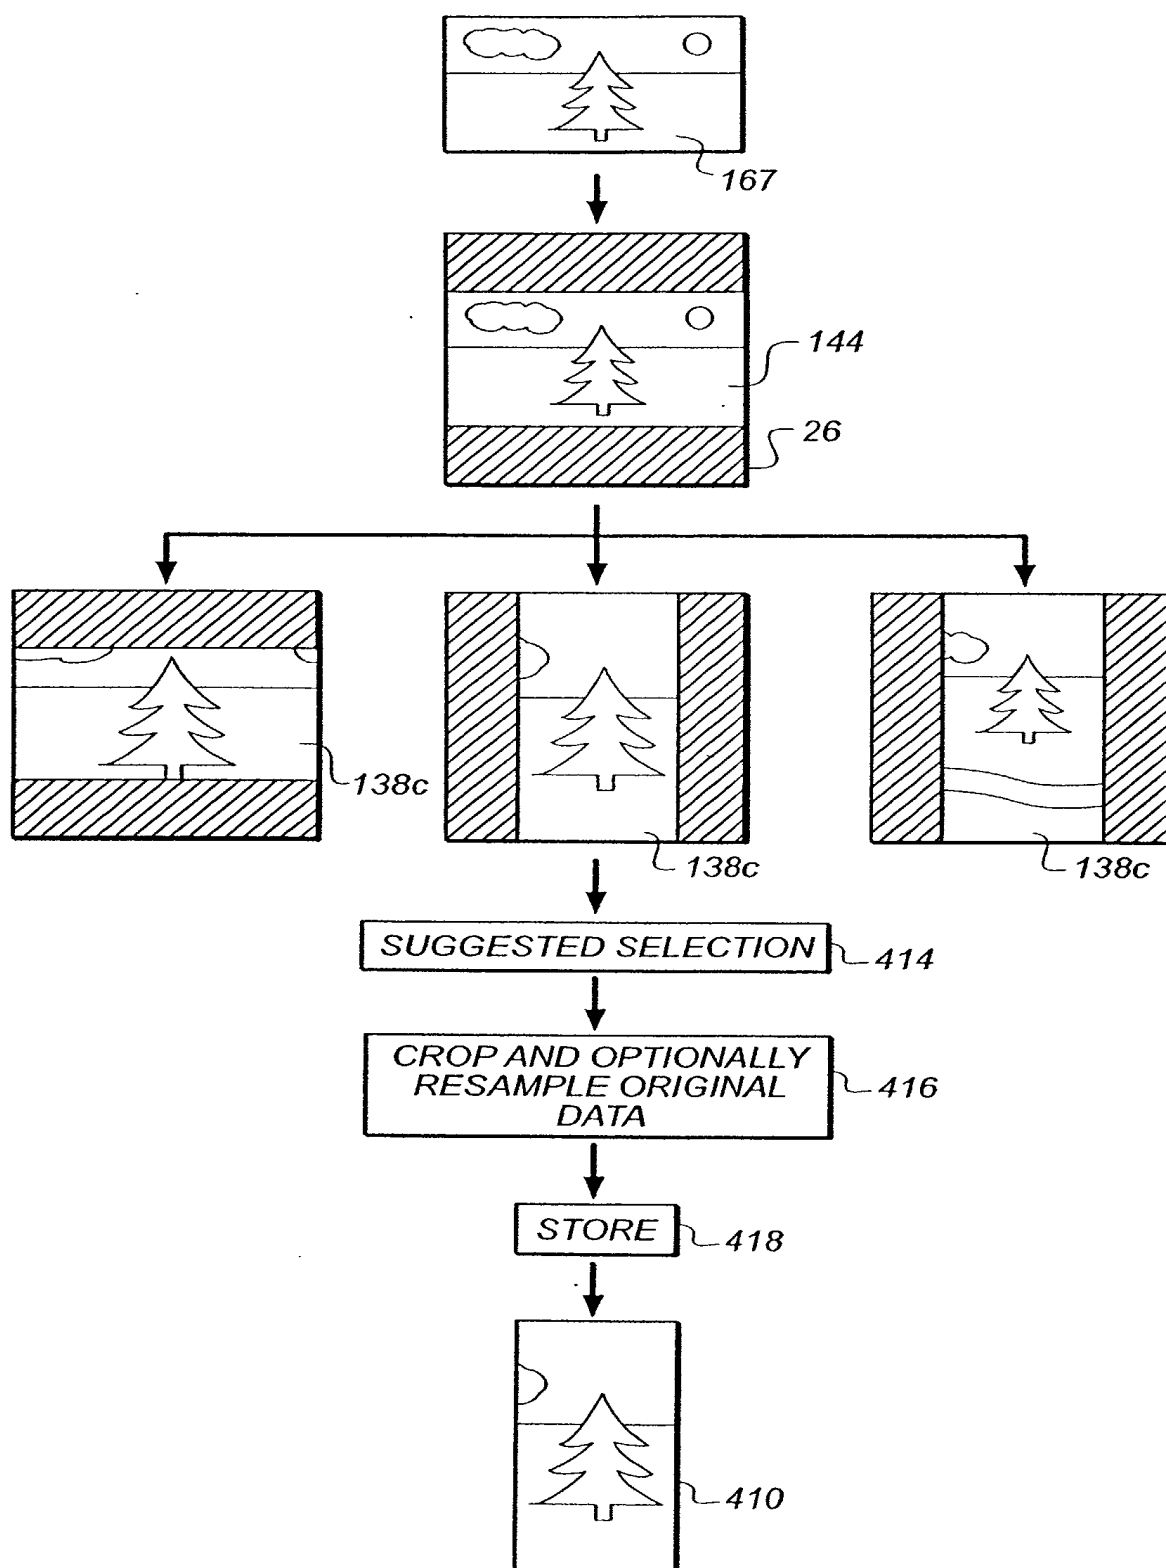 167
144
26
138c
138c
138c
SUGGESTED SELECTION
414
CROP AND OPTIONALLY
RESAMPLE ORIGINAL
DATA
416
STORE
418
410